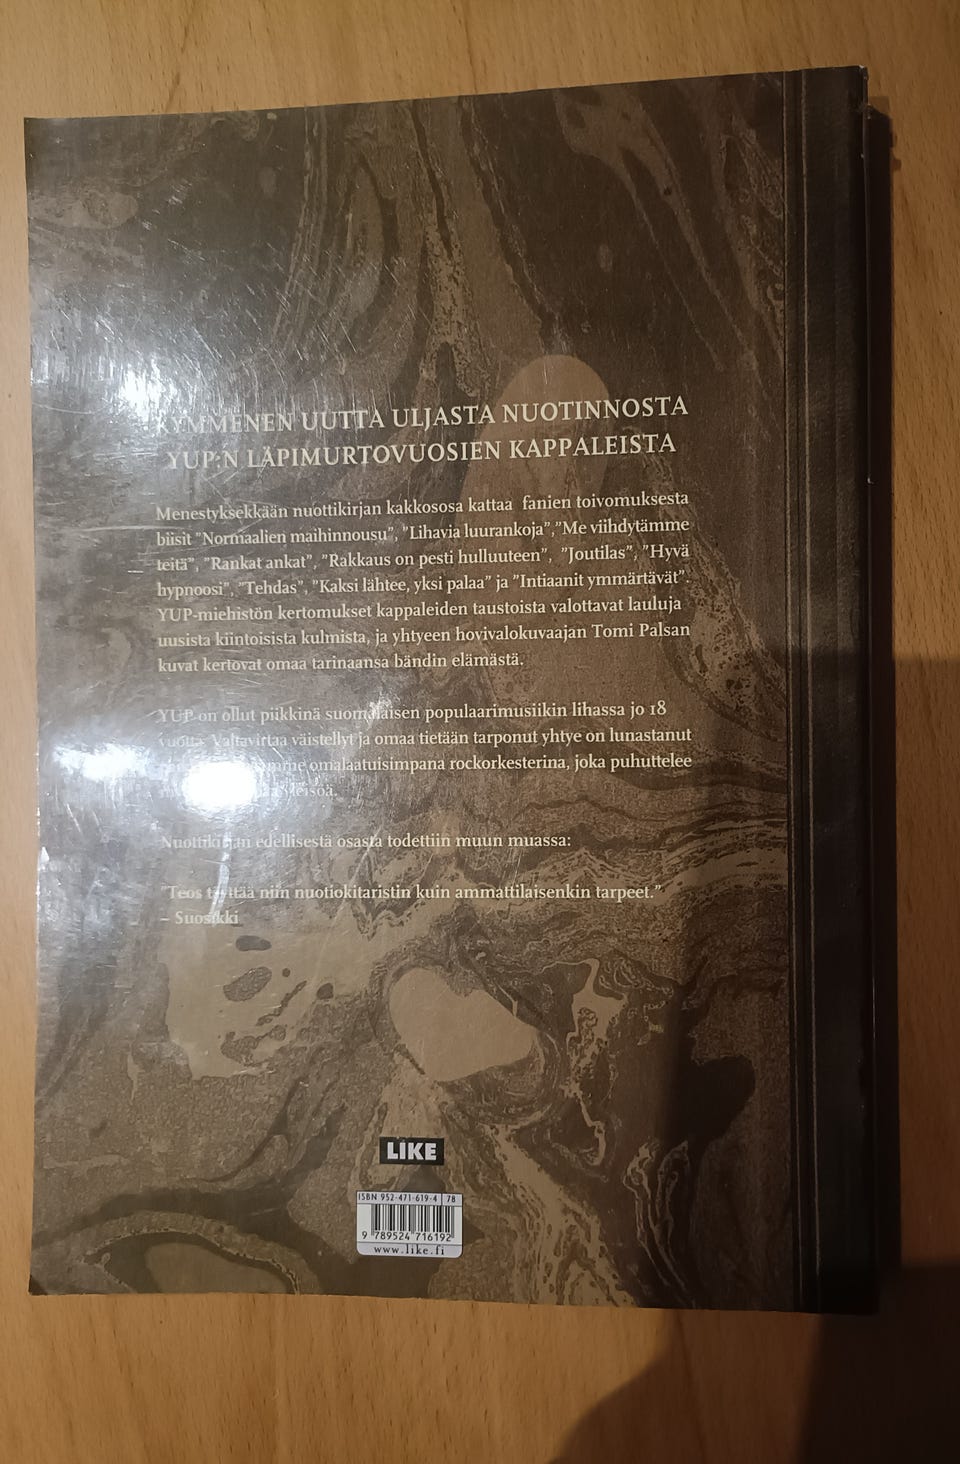 KYMMENEN UUTTA ULJASTA NUOTINNOSTA
YUP:N LÄPIMURTOVUOSIEN KAPPALEISTA
Menestyksekkään nuottikirjan kakkososa kattaa fanien toivomuksesta
biisit "Normaalien maihinnousu", "Lihavia luurankoja","Me viihdytämme
teitä", "Rankat ankat", "Rakkaus on pesti hulluuteen", "Joutilas", "Hyvä
hypnoosi", "Tehdas", "Kaksi lähtee, yksi palaa" ja "Intiaanit ymmärtävät".
YUP-miehistön kertomukset kappaleiden taustoista valottavat lauluja
uusista kiintoisista kulmista, ja yhtyeen hovivalokuvaajan Tomi Palsan
kuvat kertovat omaa tarinaansa bändin elämästä.
YUP on ollut piikkinä suomalaisen populaarimusiikin lihassa jo 18
vuotta. Valtavirtaa väistellyt ja omaa tietään tarponut yhtye on lunastanut
omalaatuisimpana rockorkesterina, joka puhuttelee
yleisöä.
Nuottikirjan edellisestä osasta todettiin muun muassa:
"Teos täyttää niin nuotiokitaristin kuin ammattilaisenkin tarpeet."
– Suosikki
LIKE
ISBN 952-471-619-4 78
9 789524 716192
www.like.fi